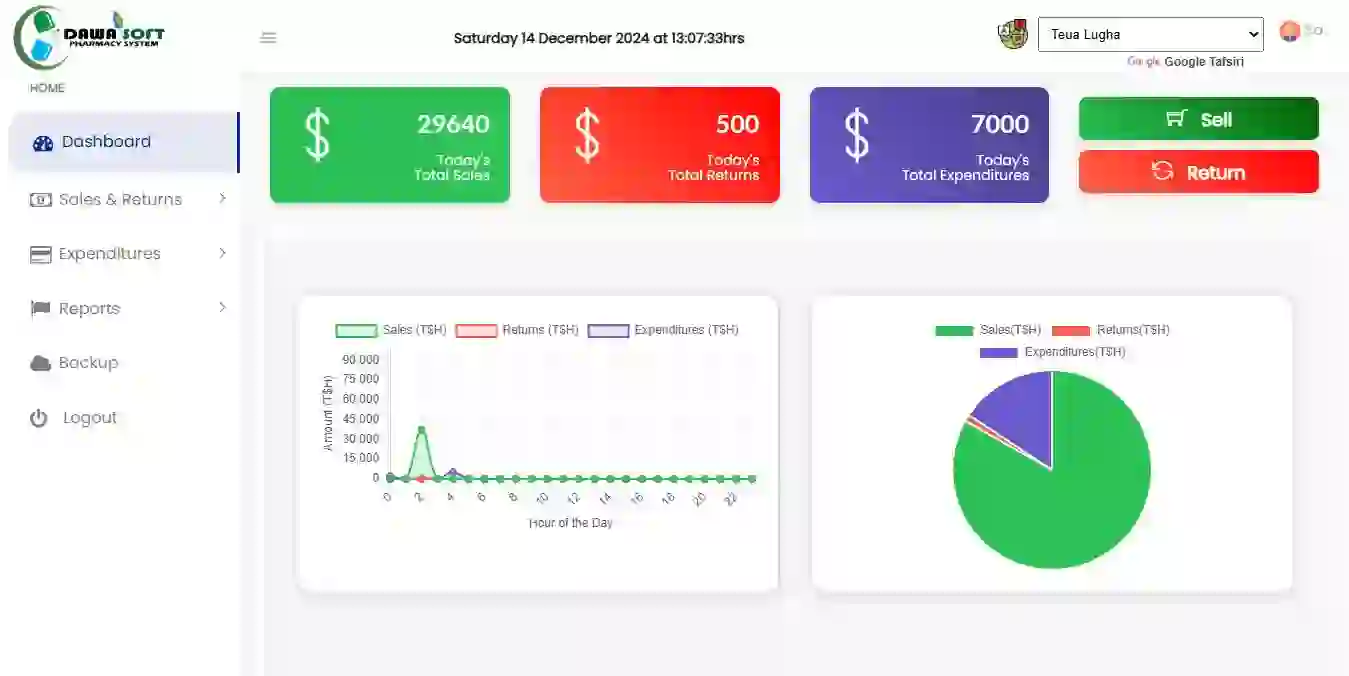 DAWA SOFT
PHARMACY SYSTEM
Saturday 14 December 2024 at 13:07:33hrs
Teua Lugha
Google Google Tafsiri
HOME
Dashboard
Sales & Returns
Expenditures
Reports
Backup
Logout
$ 29640
Today's
Total Sales
$ 500
Today's
Total Returns
$ 7000
Today's
Total Expenditures
Sell
Return
Sales (TSH) Returns (TSH) Expenditures (TSH)
90 000
75 000
60 000
45 000
30 000
15 000
0
Amount (TSH)
0 2 4 6 8 10 12 14 16 18 20 22
Hour of the Day
Sales(TSH) Returns(TSH)
Expenditures(TSH)